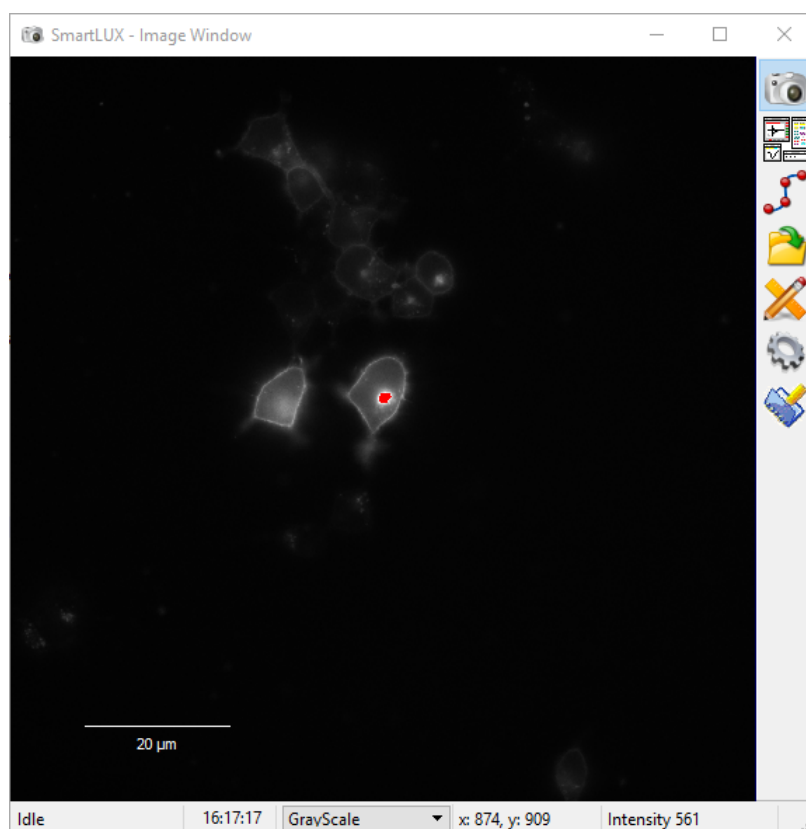 SmartLUX - Image Window
20 µm
Idle
16:17:17
GrayScale
x: 874, y: 909
Intensity 561